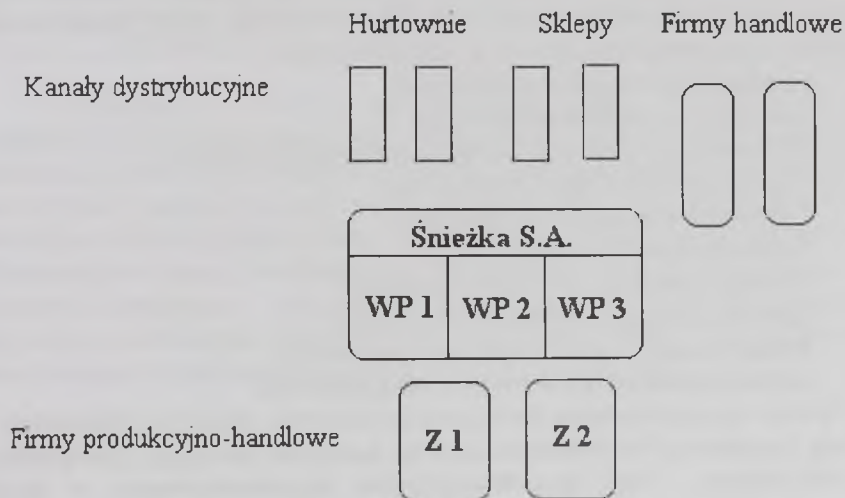 Hurtownie Sklepy Firmy handlowe
Kanały dystrybucyjne
Śnieżka S.A.
WP 1 WP 2 WP 3
Firmy produkcyjno-handlowe
Z 1 Z 2